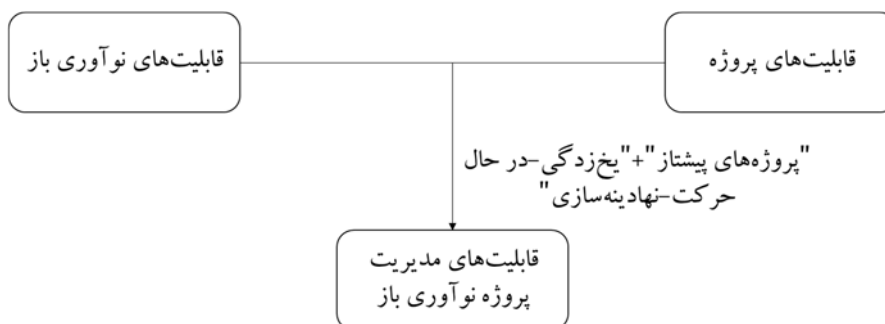 قابلیت‌های پروژه
قابلیت‌های نوآوری باز
"پروژه‌های پیشتاز"+"یخ‌زدگی-در حال
حرکت-نهادینه‌سازی"
قابلیت‌های مدیریت
پروژه نوآوری باز